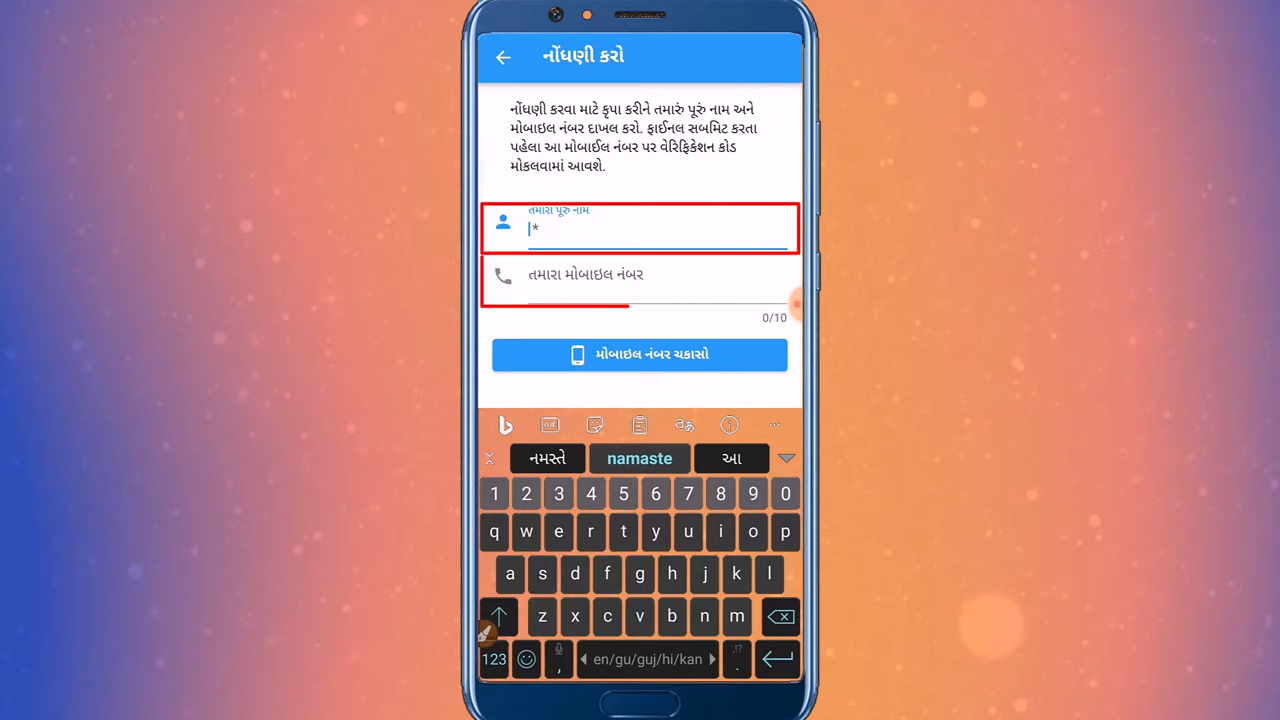 નોંધણી કરો
નોંધણી કરવા માટે કૃપા કરીને તમારું પૂરું નામ અને
મોબાઇલ નંબર દાખલ કરો. ફાઈનલ સબમિટ કરતા
પહેલા આ મોબાઈલ નંબર પર વેરિફિકેશન કોડ
મોકલવામાં આવશે.
તમારા પૂરુ નામ
*
તમારા મોબાઇલ નંબર
0/10
મોબાઇલ નંબર ચકાસો
GIF
નમસ્તે namaste આ
1 2 3 4 5 6 7 8 9 0
q w e r t y u i o p
a s d f g h j k l
z x c v b n m
123 , en/gu/guj/hi/kan .